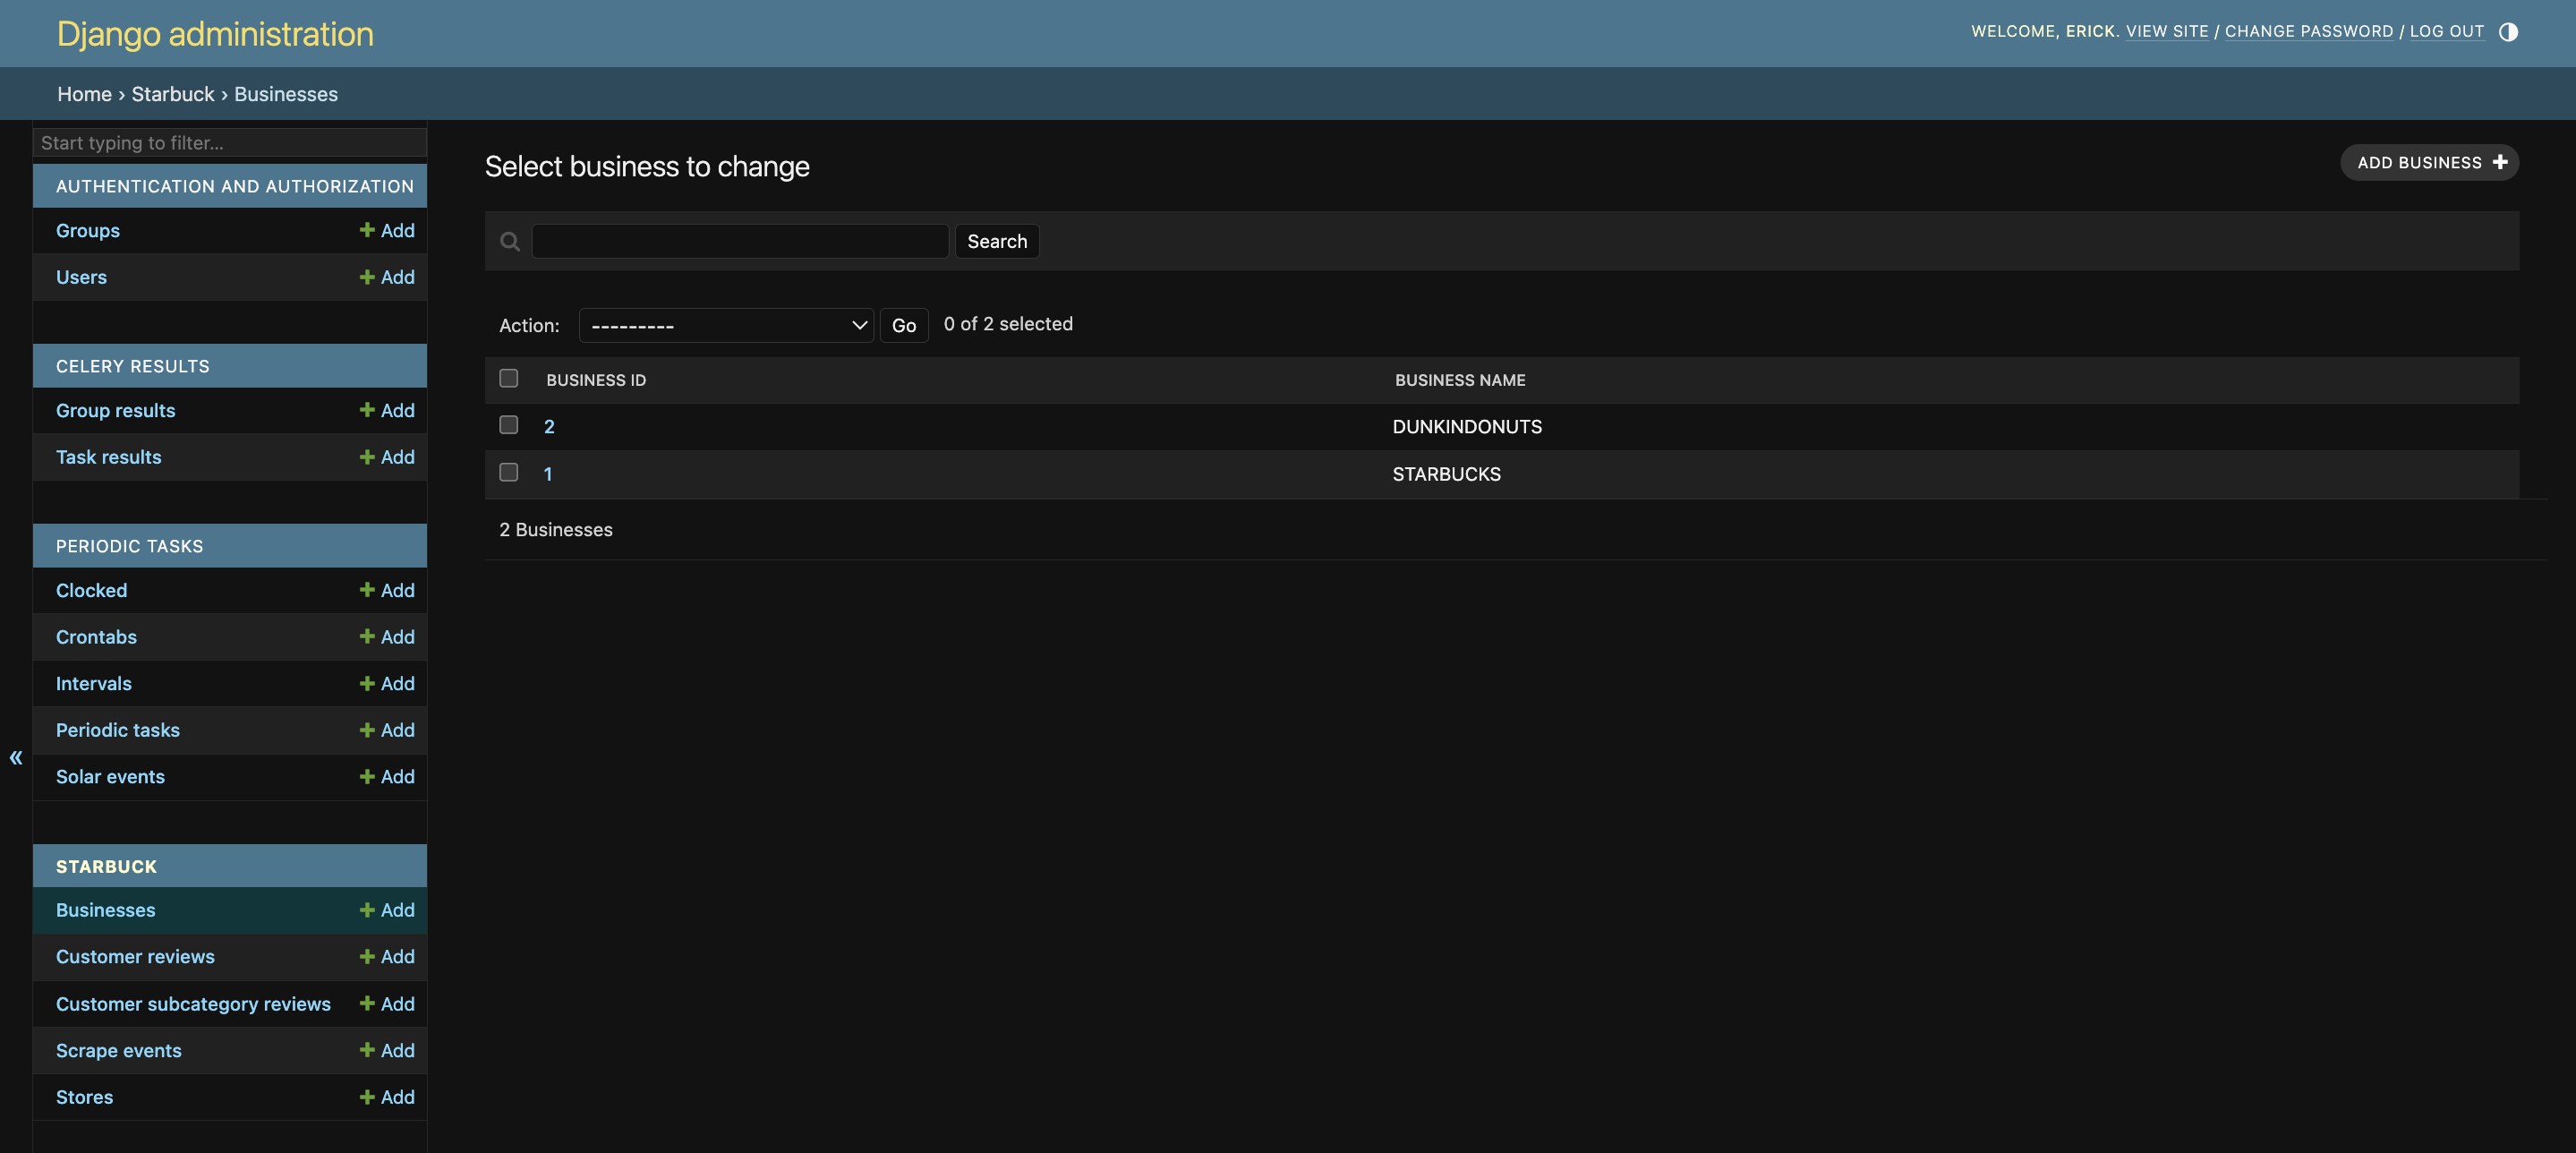 Django administration
WELCOME, ERICK. VIEW SITE / CHANGE PASSWORD / LOG OUT
Home › Starbuck › Businesses
Start typing to filter...
AUTHENTICATION AND AUTHORIZATION
Groups + Add
Users + Add
CELERY RESULTS
Group results + Add
Task results + Add
PERIODIC TASKS
Clocked + Add
Crontabs + Add
Intervals + Add
Periodic tasks + Add
Solar events + Add
STARBUCK
Businesses + Add
Customer reviews + Add
Customer subcategory reviews + Add
Scrape events + Add
Stores + Add
«
Select business to change
ADD BUSINESS +
Search
Action: --------- Go 0 of 2 selected
BUSINESS ID BUSINESS NAME
2 DUNKINDONUTS
1 STARBUCKS
2 Businesses